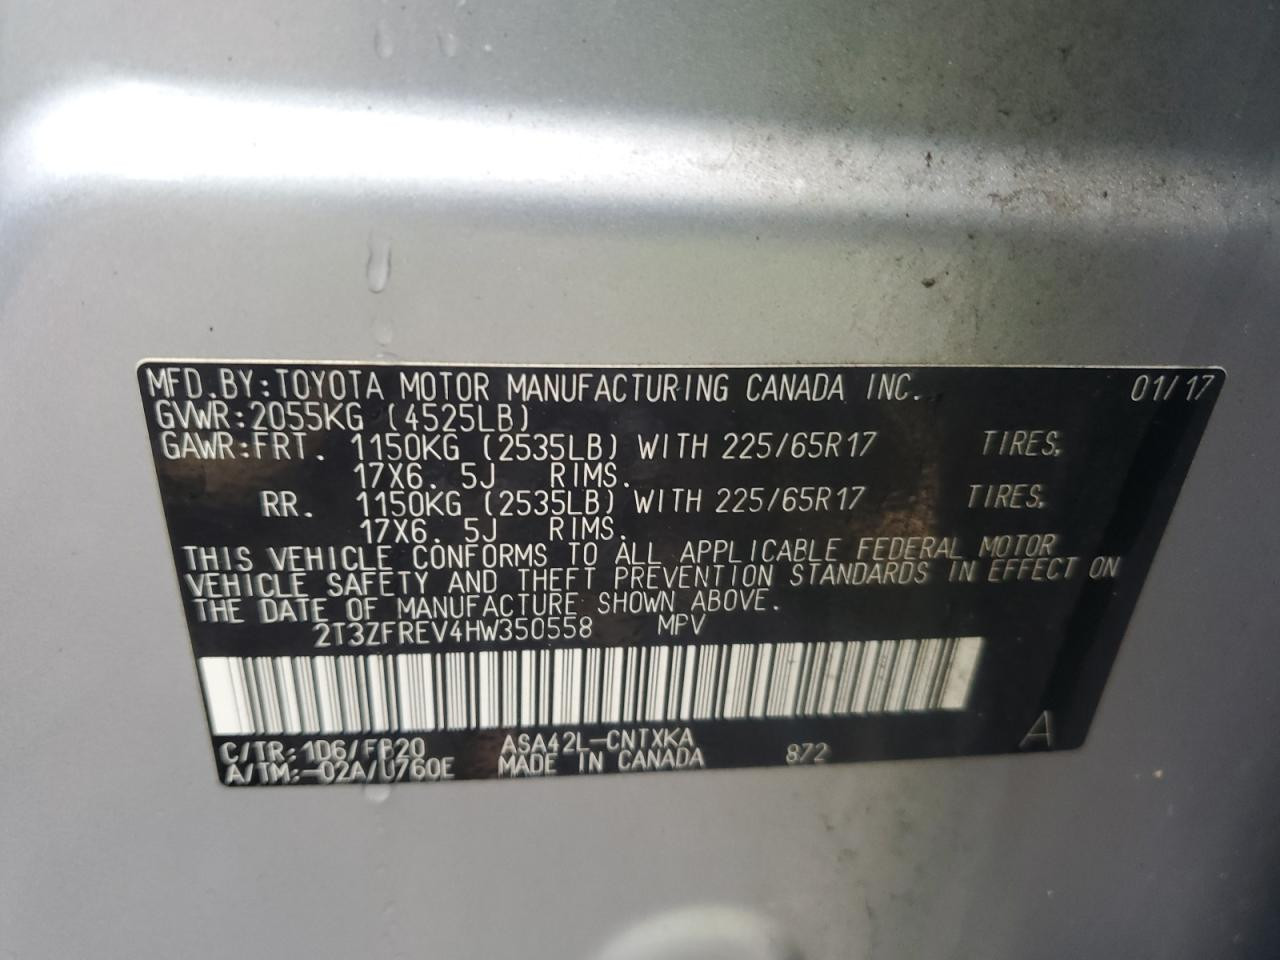 MFD.BY:TOYOTA MOTOR MANUFACTURING CANADA INC. 01/17
GVWR:2055KG (4525LB)
GAWR:FRT. 1150KG (2535LB) WITH 225/65R17 TIRES,
17X6. 5J RIMS.
RR. 1150KG (2535LB) WITH 225/65R17 TIRES,
17X6. 5J RIMS.
THIS VEHICLE CONFORMS TO ALL APPLICABLE FEDERAL MOTOR
VEHICLE SAFETY AND THEFT PREVENTION STANDARDS IN EFFECT ON
THE DATE OF MANUFACTURE SHOWN ABOVE.
2T3ZFREV4HW350558 MPV
C/TR:1D6/FB20 ASA42L-CNTXKA 872 A
A/TM:-02A/U760E MADE IN CANADA